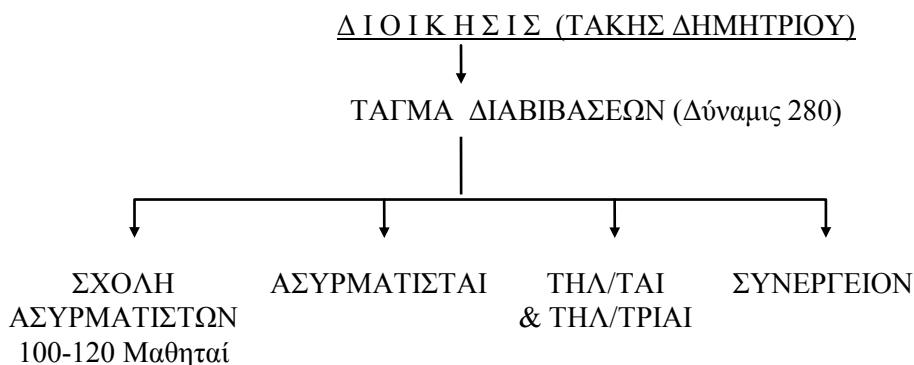 Δ Ι Ο Ι Κ Η Σ Ι Σ (ΤΑΚΗΣ ΔΗΜΗΤΡΙΟΥ)
ΤΑΓΜΑ ΔΙΑΒΙΒΑΣΕΩΝ (Δύναμις 280)
ΣΧΟΛΗ
ΑΣΥΡΜΑΤΙΣΤΩΝ
100-120 Μαθηταί
ΑΣΥΡΜΑΤΙΣΤΑΙ
ΤΗΛ/ΤΑΙ
& ΤΗΛ/ΤΡΙΑΙ
ΣΥΝΕΡΓΕΙΟΝ